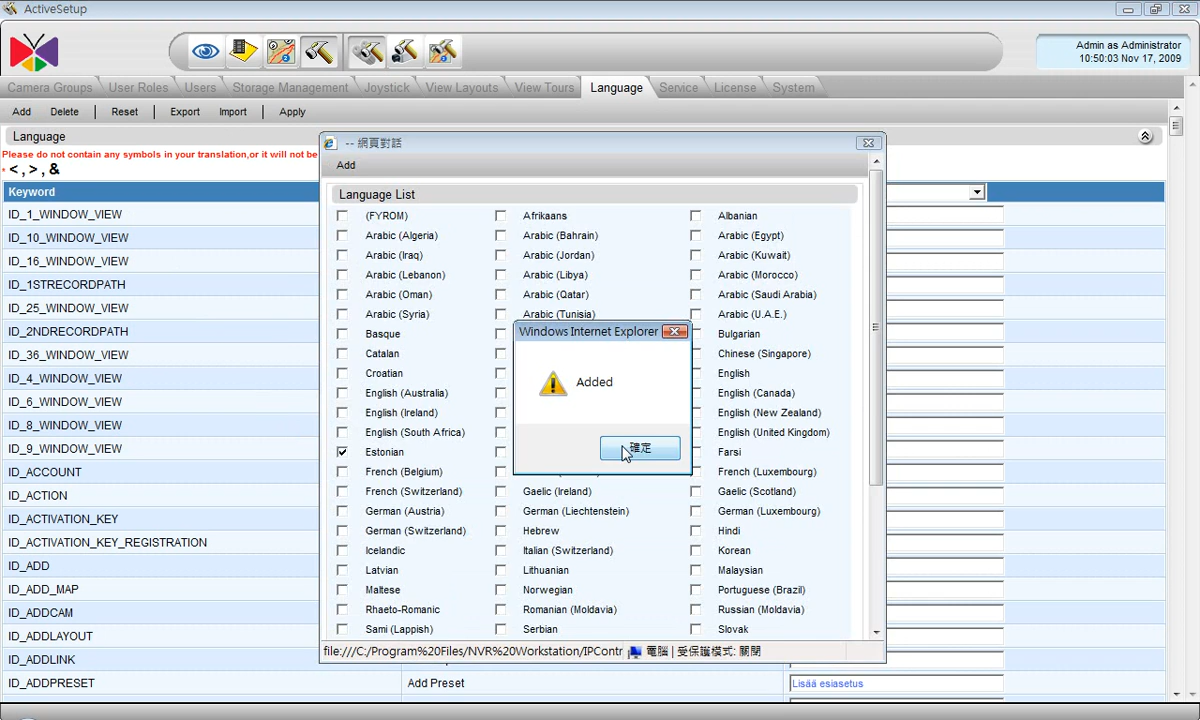 ActiveSetup
Admin as Administrator
10:50:03 Nov 17, 2009
Camera Groups User Roles Users Storage Management Joystick View Layouts View Tours Language Service License System
Add Delete Reset Export Import Apply
Language
Please do not contain any symbols in your translation,or it will not be
* < , > , &
Keyword
ID_1_WINDOW_VIEW
ID_10_WINDOW_VIEW
ID_16_WINDOW_VIEW
ID_1STRECORDPATH
ID_25_WINDOW_VIEW
ID_2NDRECORDPATH
ID_36_WINDOW_VIEW
ID_4_WINDOW_VIEW
ID_6_WINDOW_VIEW
ID_8_WINDOW_VIEW
ID_9_WINDOW_VIEW
ID_ACCOUNT
ID_ACTION
ID_ACTIVATION_KEY
ID_ACTIVATION_KEY_REGISTRATION
ID_ADD
ID_ADD_MAP
ID_ADDCAM
ID_ADDLAYOUT
ID_ADDLINK
ID_ADDPRESET Add Preset Lisää esiasetus
-- 網頁對話
Add
Language List
(FYROM) Afrikaans Albanian
Arabic (Algeria) Arabic (Bahrain) Arabic (Egypt)
Arabic (Iraq) Arabic (Jordan) Arabic (Kuwait)
Arabic (Lebanon) Arabic (Libya) Arabic (Morocco)
Arabic (Oman) Arabic (Qatar) Arabic (Saudi Arabia)
Arabic (Syria) Arabic (Tunisia) Arabic (U.A.E.)
Basque Bulgarian
Catalan Chinese (Singapore)
Croatian English
English (Australia) English (Canada)
English (Ireland) English (New Zealand)
English (South Africa) English (United Kingdom)
Estonian Farsi
French (Belgium) French (Luxembourg)
French (Switzerland) Gaelic (Ireland) Gaelic (Scotland)
German (Austria) German (Liechtenstein) German (Luxembourg)
German (Switzerland) Hebrew Hindi
Icelandic Italian (Switzerland) Korean
Latvian Lithuanian Malaysian
Maltese Norwegian Portuguese (Brazil)
Rhaeto-Romanic Romanian (Moldavia) Russian (Moldavia)
Sami (Lappish) Serbian Slovak
file:///C:/Program%20Files/NVR%20Workstation/IPContr 電腦 | 受保護模式: 關閉
Windows Internet Explorer
Added
確定